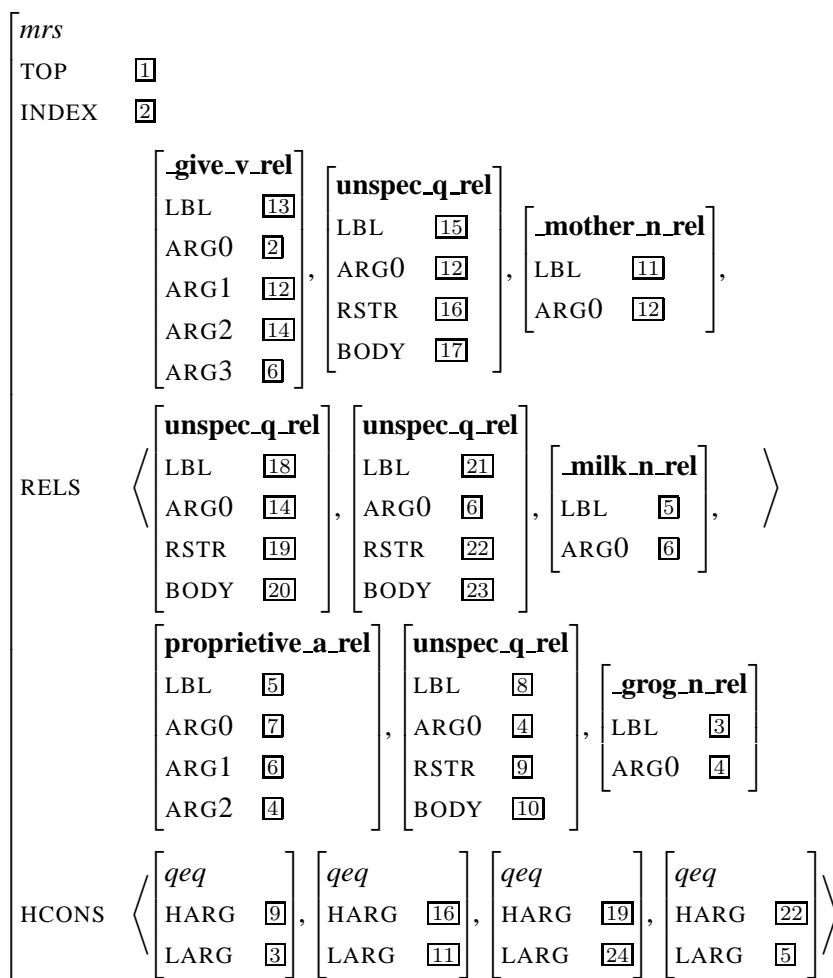 mrs
TOP 1
INDEX 2
_give_v_rel
LBL 13
ARG0 2
ARG1 12
ARG2 14
ARG3 6
,
unspec_q_rel
LBL 15
ARG0 12
RSTR 16
BODY 17
,
_mother_n_rel
LBL 11
ARG0 12
,
RELS
⟨
unspec_q_rel
LBL 18
ARG0 14
RSTR 19
BODY 20
,
unspec_q_rel
LBL 21
ARG0 6
RSTR 22
BODY 23
,
_milk_n_rel
LBL 5
ARG0 6
,
⟩
proprietive_a_rel
LBL 5
ARG0 7
ARG1 6
ARG2 4
,
unspec_q_rel
LBL 8
ARG0 4
RSTR 9
BODY 10
,
_grog_n_rel
LBL 3
ARG0 4
HCONS
⟨
qeq
HARG 9
LARG 3
,
qeq
HARG 16
LARG 11
,
qeq
HARG 19
LARG 24
,
qeq
HARG 22
LARG 5
⟩